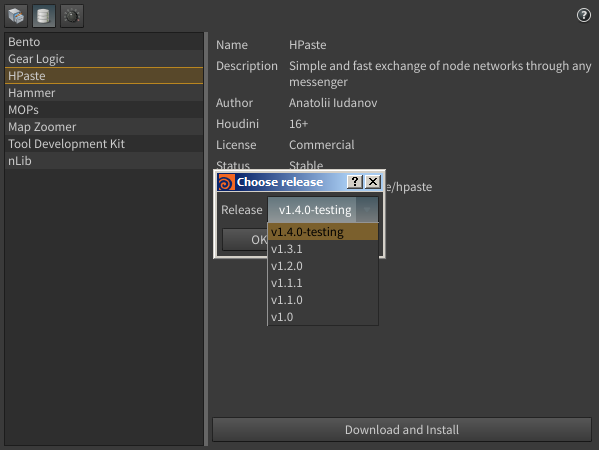 ?
Bento
Gear Logic
HPaste
Hammer
MOPs
Map Zoomer
Tool Development Kit
nLib
Name HPaste
Description Simple and fast exchange of node networks through any
messenger
Author Anatolii Iudanov
Houdini 16+
License Commercial
Status Stable
e/hpaste
Choose release ? X
Release v1.4.0-testing
OK
v1.4.0-testing
v1.3.1
v1.2.0
v1.1.1
v1.1.0
v1.0
Download and Install